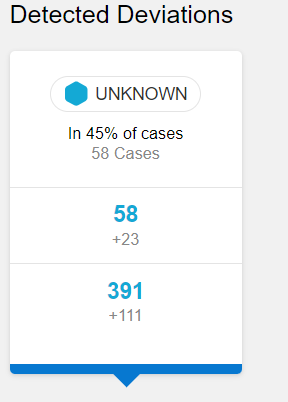 Detected Deviations
UNKNOWN
In 45% of cases
58 Cases
58
+23
391
+111